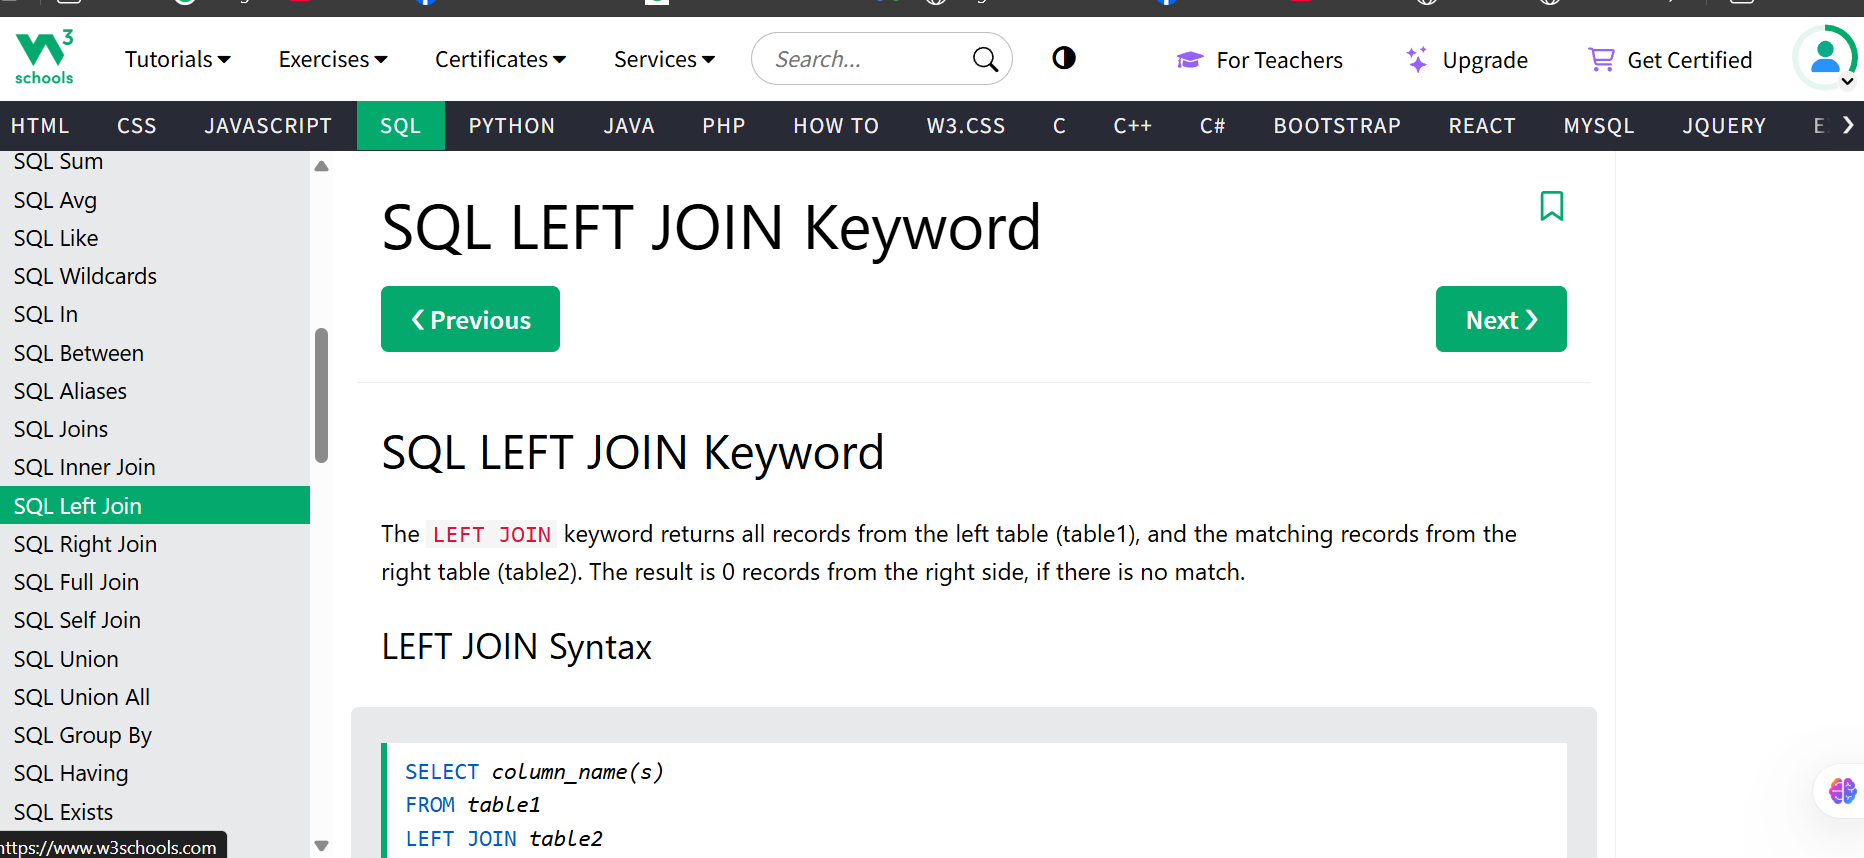 W3
schools
Tutorials
Exercises
Certificates
Services
Search...
For Teachers
Upgrade
Get Certified
HTML
CSS
JAVASCRIPT
SQL
PYTHON
JAVA
PHP
HOW TO
W3.CSS
C
C++
C#
BOOTSTRAP
REACT
MYSQL
JQUERY
SQL Sum
SQL Avg
SQL Like
SQL Wildcards
SQL In
SQL Between
SQL Aliases
SQL Joins
SQL Inner Join
SQL Left Join
SQL Right Join
SQL Full Join
SQL Self Join
SQL Union
SQL Union All
SQL Group By
SQL Having
SQL Exists
https://www.w3schools.com
SQL LEFT JOIN Keyword
❮ Previous
Next ❯
SQL LEFT JOIN Keyword
The LEFT JOIN keyword returns all records from the left table (table1), and the matching records from the
right table (table2). The result is 0 records from the right side, if there is no match.
LEFT JOIN Syntax
SELECT column_name(s)
FROM table1
LEFT JOIN table2